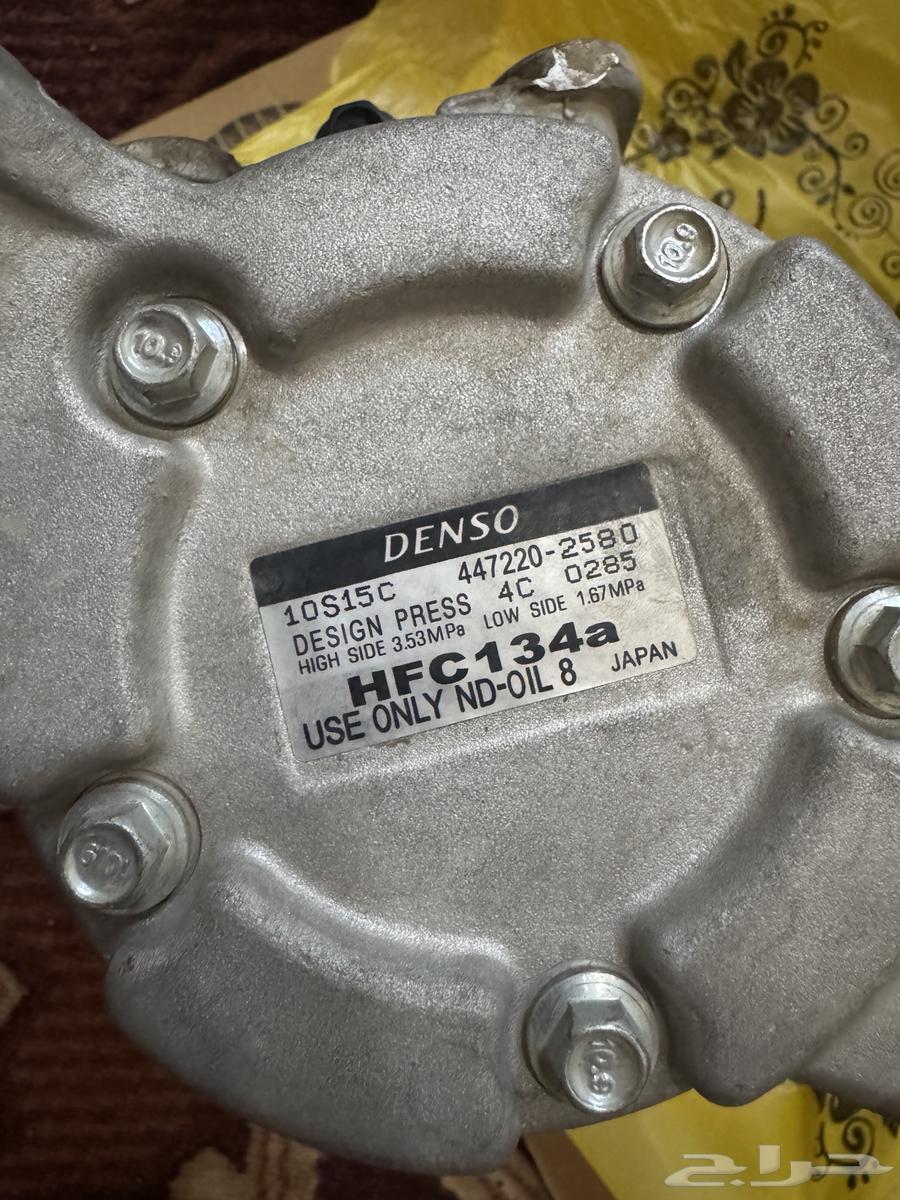 10.9
10.9
DENSO
10S15C 447220-2580
DESIGN PRESS 4C 0285
HIGH SIDE 3.53MPa LOW SIDE 1.67MPa
HFC134a
USE ONLY ND-OIL 8 JAPAN
10.9
10.9
حراج